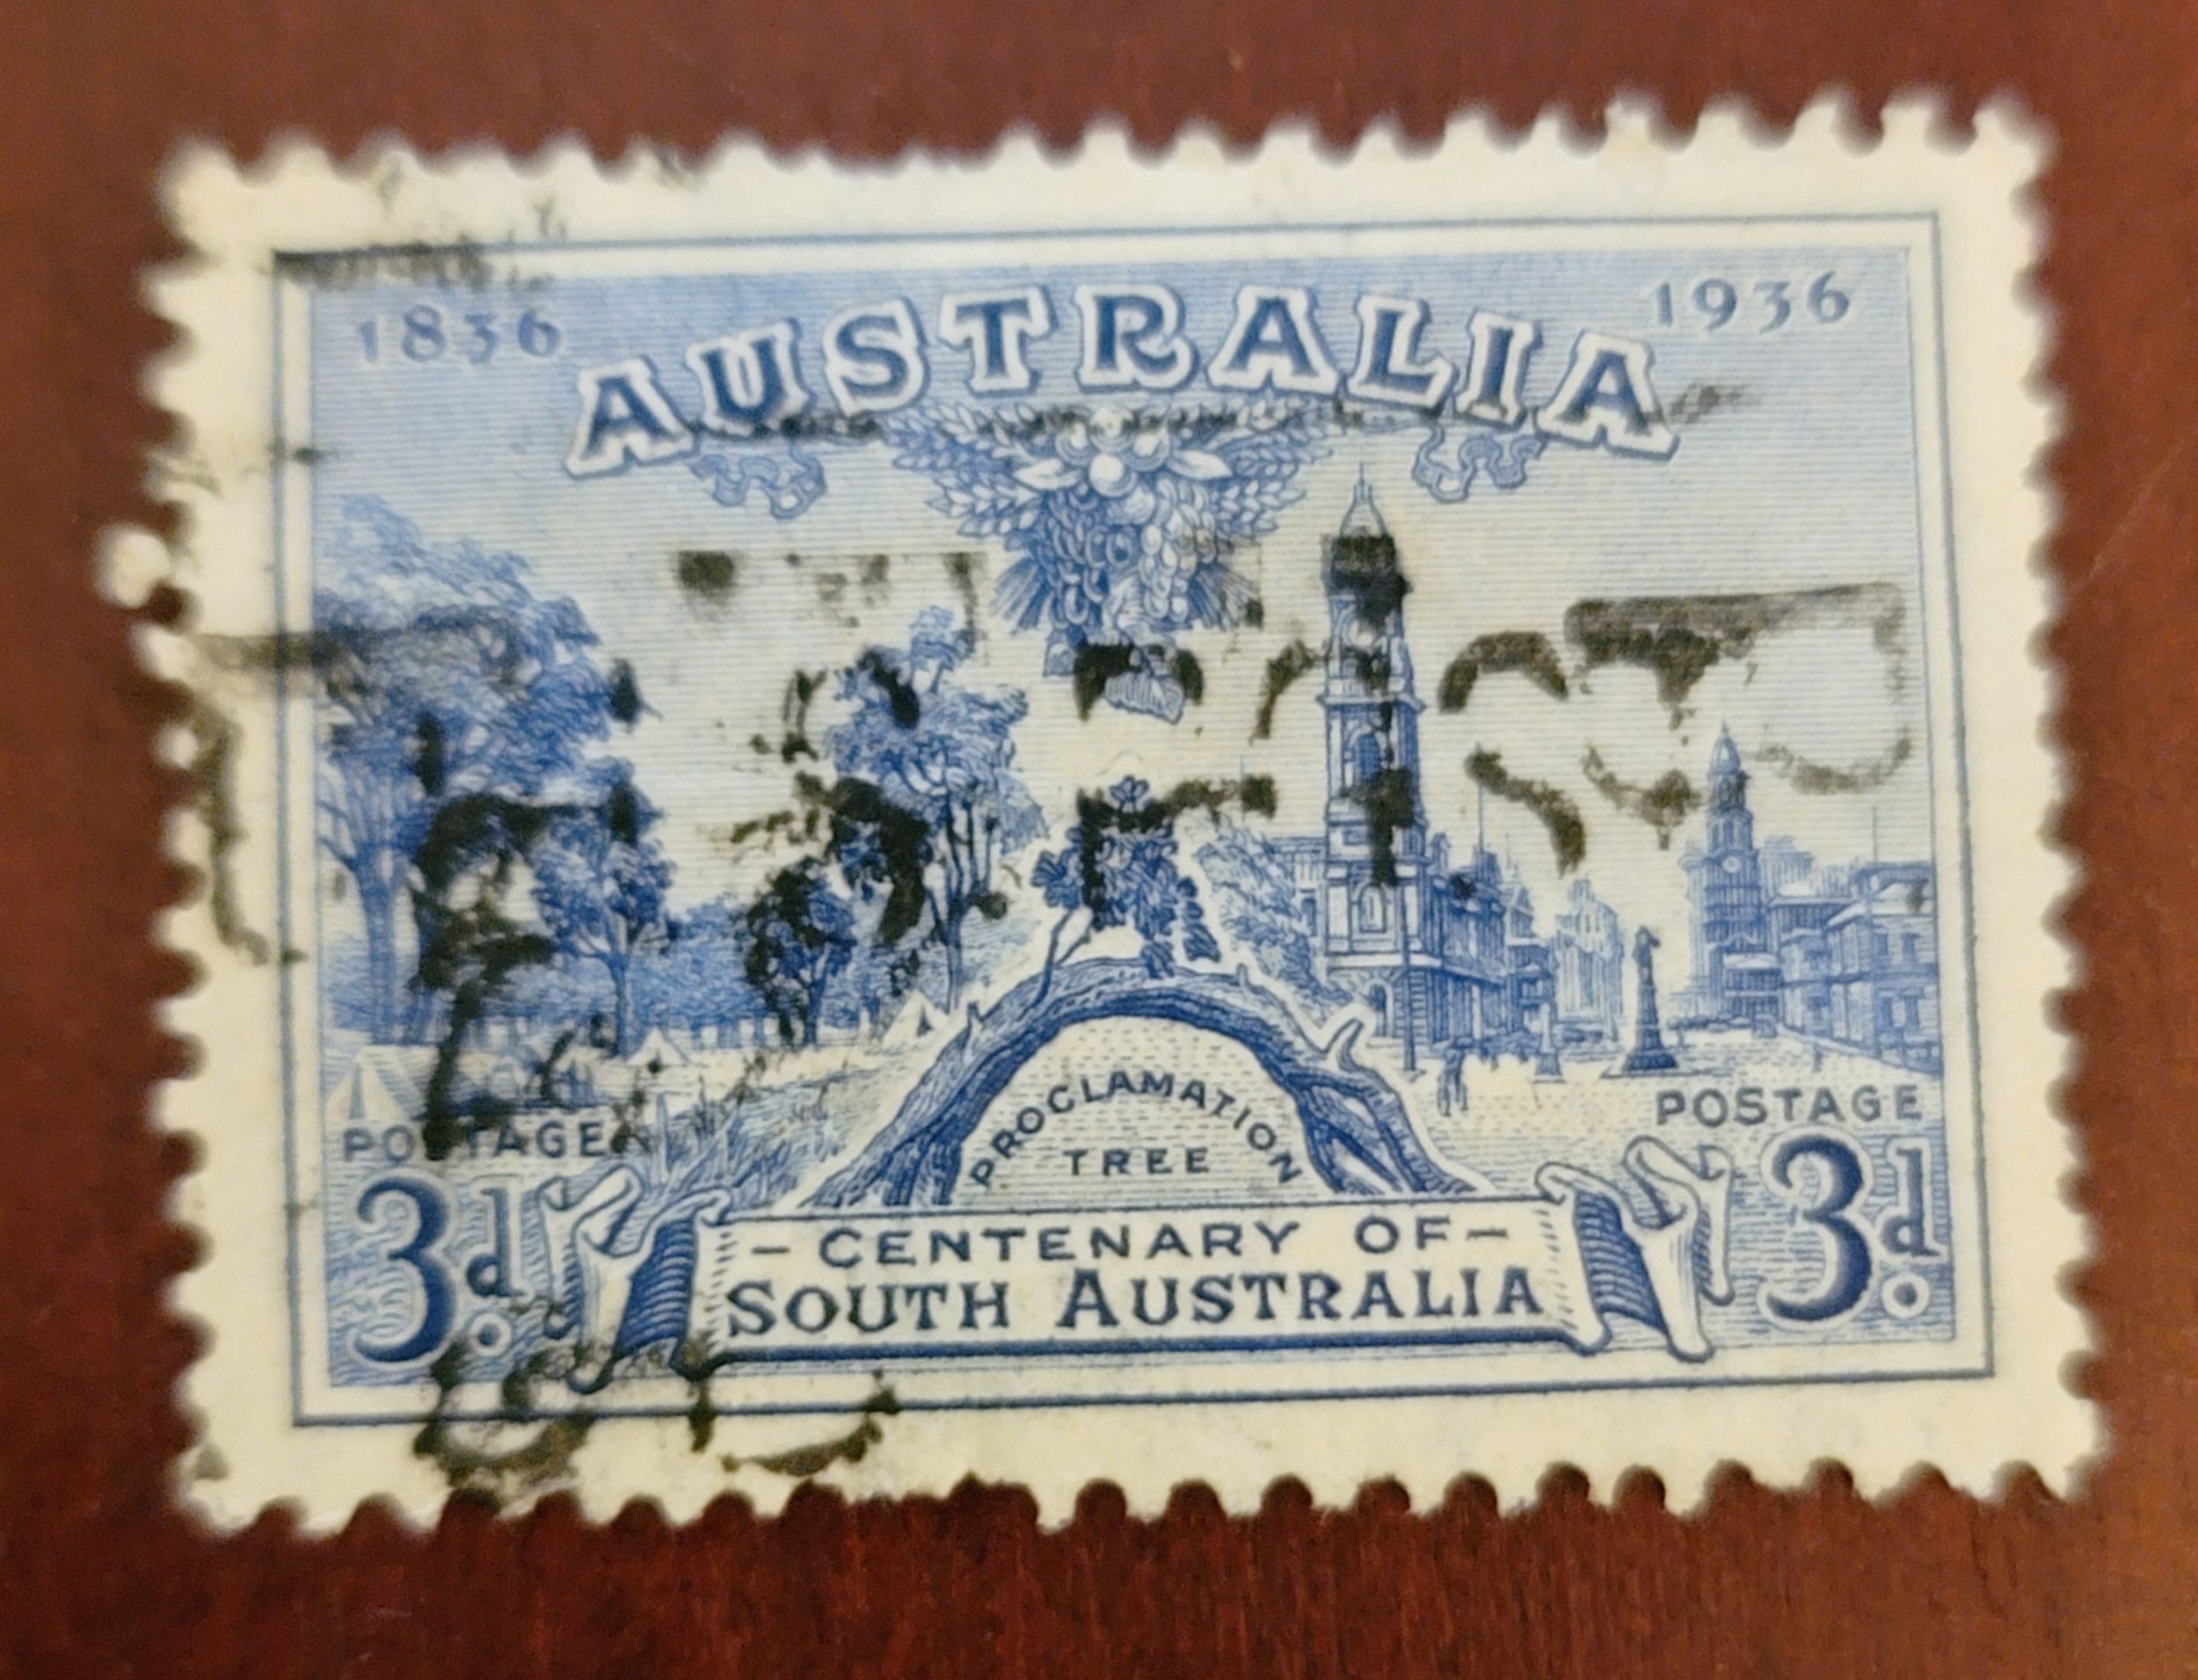 1836
AUSTRALIA
1936
PROCLAMATION
TREE
POSTAGE
POSTAGE
3d.
3d.
- CENTENARY OF -
SOUTH AUSTRALIA